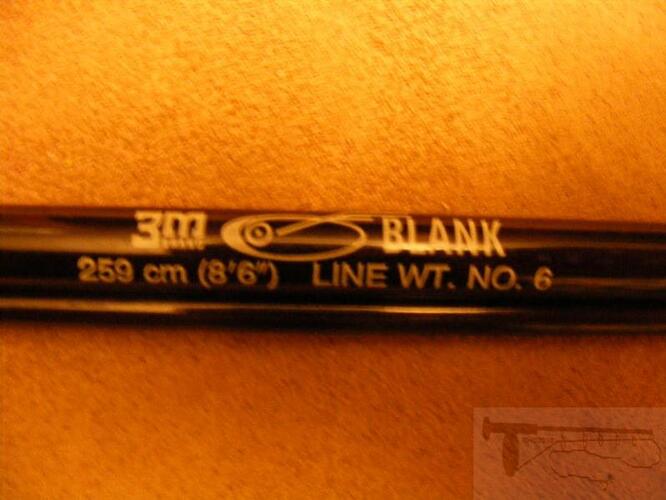 3M BLANK
259 cm (8'6") LINE WT. NO. 6